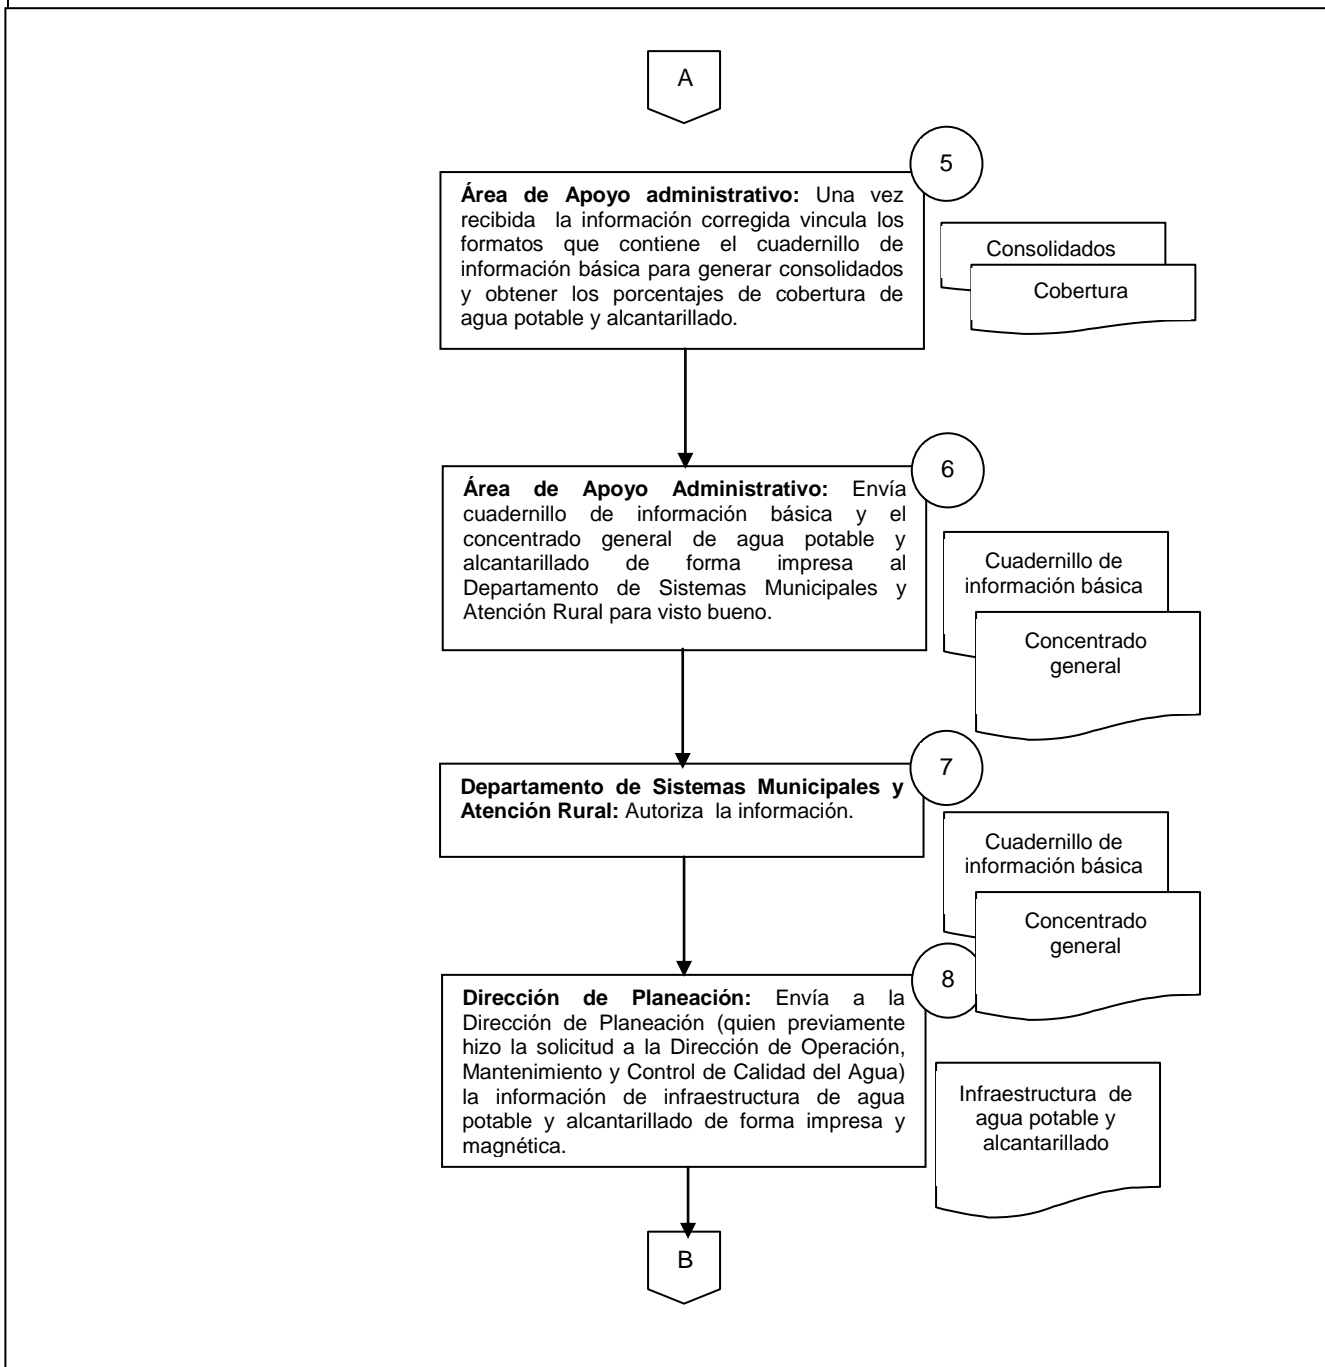 A
5
Área de Apoyo administrativo: Una vez
recibida la información corregida vincula los
formatos que contiene el cuadernillo de
información básica para generar consolidados
y obtener los porcentajes de cobertura de
agua potable y alcantarillado.
Consolidados
Cobertura
6
Área de Apoyo Administrativo: Envía
cuadernillo de información básica y el
concentrado general de agua potable y
alcantarillado de forma impresa al
Departamento de Sistemas Municipales y
Atención Rural para visto bueno.
Cuadernillo de
información básica
Concentrado
general
7
Departamento de Sistemas Municipales y
Atención Rural: Autoriza la información.
Cuadernillo de
información básica
Concentrado
general
8
Dirección de Planeación: Envía a la
Dirección de Planeación (quien previamente
hizo la solicitud a la Dirección de Operación,
Mantenimiento y Control de Calidad del Agua)
la información de infraestructura de agua
potable y alcantarillado de forma impresa y
magnética.
Infraestructura de
agua potable y
alcantarillado
B